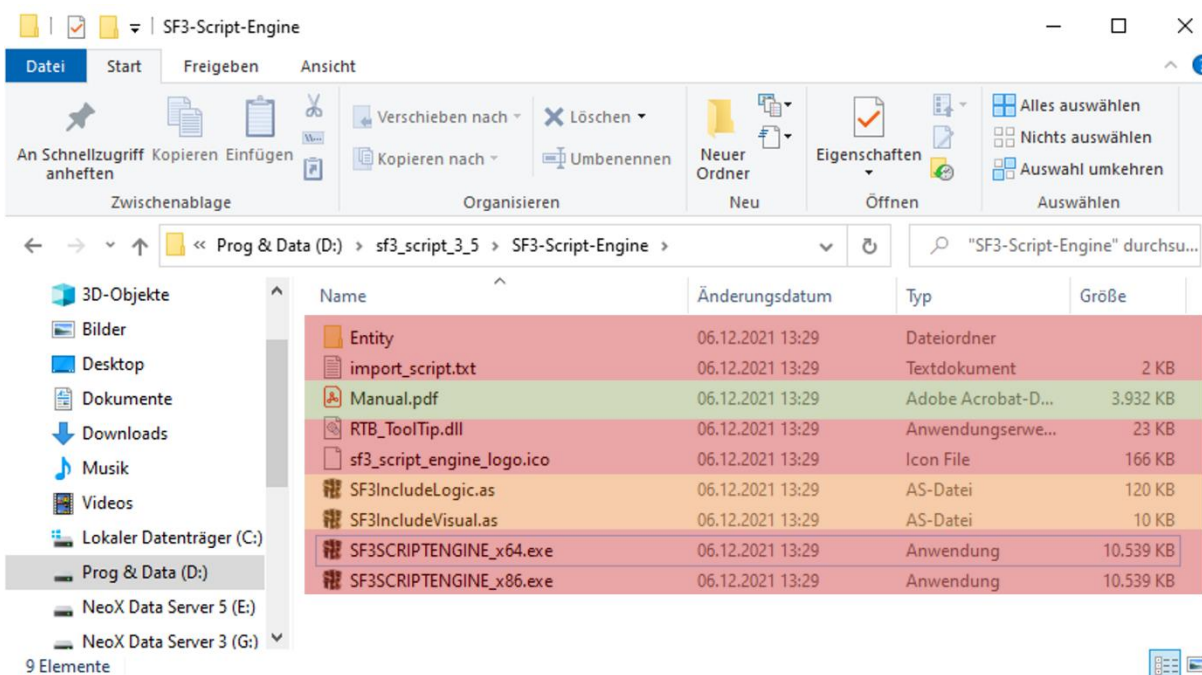 SF3-Script-Engine
Datei Start Freigeben Ansicht
An Schnellzugriff anheften
Kopieren
Einfügen
Verschieben nach
Kopieren nach
Löschen
Umbenennen
Neuer Ordner
Eigenschaften
Alles auswählen
Nichts auswählen
Auswahl umkehren
Zwischenablage Organisieren Neu Öffnen Auswählen
« Prog & Data (D:) › sf3_script_3_5 › SF3-Script-Engine ›
"SF3-Script-Engine" durchsu...
3D-Objekte
Bilder
Desktop
Dokumente
Downloads
Musik
Videos
Lokaler Datenträger (C:)
Prog & Data (D:)
NeoX Data Server 5 (E:)
NeoX Data Server 3 (G:)
Name Änderungsdatum Typ Größe
Entity 06.12.2021 13:29 Dateiordner
import_script.txt 06.12.2021 13:29 Textdokument 2 KB
Manual.pdf 06.12.2021 13:29 Adobe Acrobat-D... 3.932 KB
RTB_ToolTip.dll 06.12.2021 13:29 Anwendungserwe... 23 KB
sf3_script_engine_logo.ico 06.12.2021 13:29 Icon File 166 KB
SF3IncludeLogic.as 06.12.2021 13:29 AS-Datei 120 KB
SF3IncludeVisual.as 06.12.2021 13:29 AS-Datei 10 KB
SF3SCRIPTENGINE_x64.exe 06.12.2021 13:29 Anwendung 10.539 KB
SF3SCRIPTENGINE_x86.exe 06.12.2021 13:29 Anwendung 10.539 KB
9 Elemente